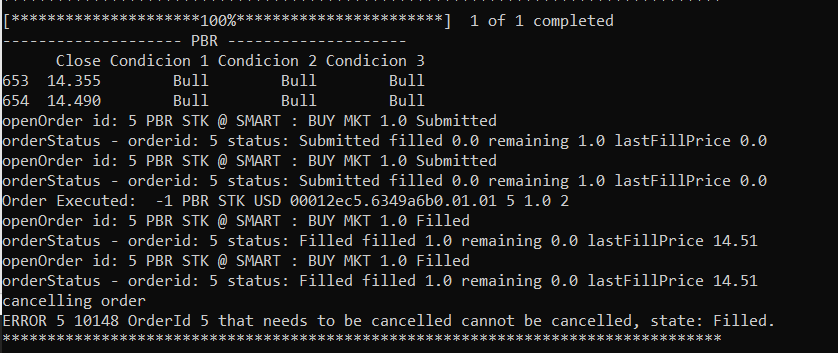 [*********************100%***********************]  1 of 1 completed
------------------- PBR --------------------
      Close Condicion 1 Condicion 2 Condicion 3
653  14.355        Bull        Bull        Bull
654  14.490        Bull        Bull        Bull
openOrder id: 5 PBR STK @ SMART : BUY MKT 1.0 Submitted
orderStatus - orderid: 5 status: Submitted filled 0.0 remaining 1.0 lastFillPrice 0.0
openOrder id: 5 PBR STK @ SMART : BUY MKT 1.0 Submitted
orderStatus - orderid: 5 status: Submitted filled 0.0 remaining 1.0 lastFillPrice 0.0
Order Executed:  -1 PBR STK USD 00012ec5.6349a6b0.01.01 5 1.0 2
openOrder id: 5 PBR STK @ SMART : BUY MKT 1.0 Filled
orderStatus - orderid: 5 status: Filled filled 1.0 remaining 0.0 lastFillPrice 14.51
openOrder id: 5 PBR STK @ SMART : BUY MKT 1.0 Filled
orderStatus - orderid: 5 status: Filled filled 1.0 remaining 0.0 lastFillPrice 14.51
cancelling order
ERROR 5 10148 OrderId 5 that needs to be cancelled cannot be cancelled, state: Filled.
****************************************************************************